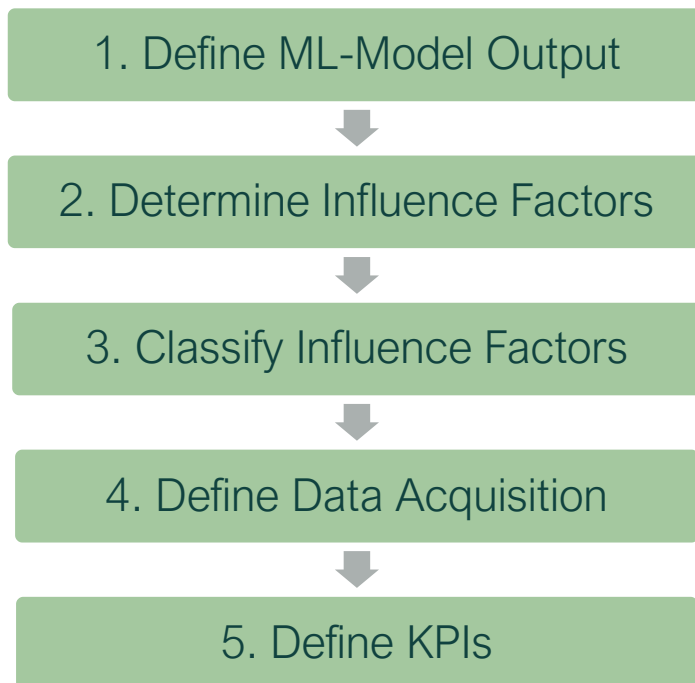 1. Define ML-Model Output
2. Determine Influence Factors
3. Classify Influence Factors
4. Define Data Acquisition
5. Define KPIs